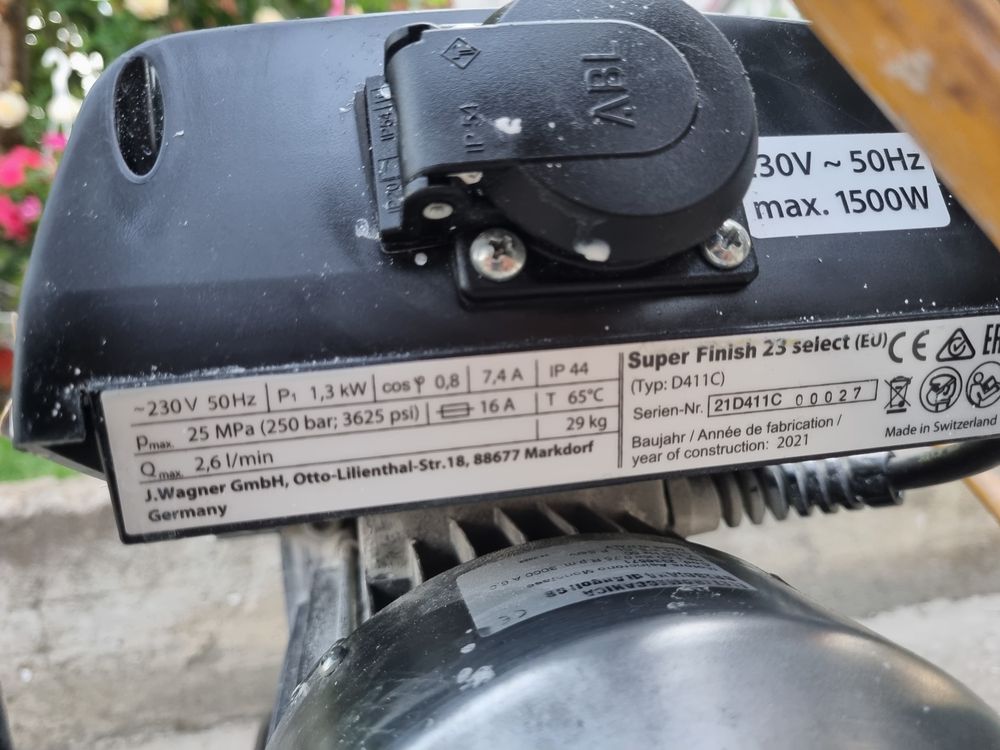 ABL
IP54
30V ~ 50Hz
max. 1500W
~230V 50Hz P₁ 1,3 kW cos φ 0,8 7,4 A IP 44
pmax. 25 MPa (250 bar; 3625 psi) 16 A T 65°C
Qmax. 2,6 l/min 29 kg
J.Wagner GmbH, Otto-Lilienthal-Str.18, 88677 Markdorf
Germany
Super Finish 23 select (EU) CE
(Typ: D411C)
Serien-Nr. 21D411C 00027
Baujahr / Année de fabrication /
year of construction: 2021
Made in Switzerland